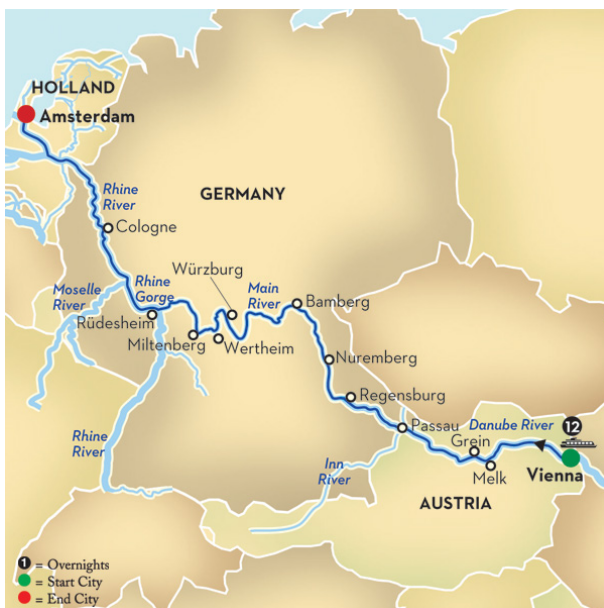 HOLLAND
Amsterdam
Rhine
River
GERMANY
Cologne
Moselle
River
Rhine
Gorge
Würzburg
Main
River
Bamberg
Rüdesheim
Miltenberg
Wertheim
Nuremberg
Regensburg
Rhine
River
Passau
Danube River
12
Grein
Inn
River
Melk
Vienna
AUSTRIA
1 = Overnights
= Start City
= End City